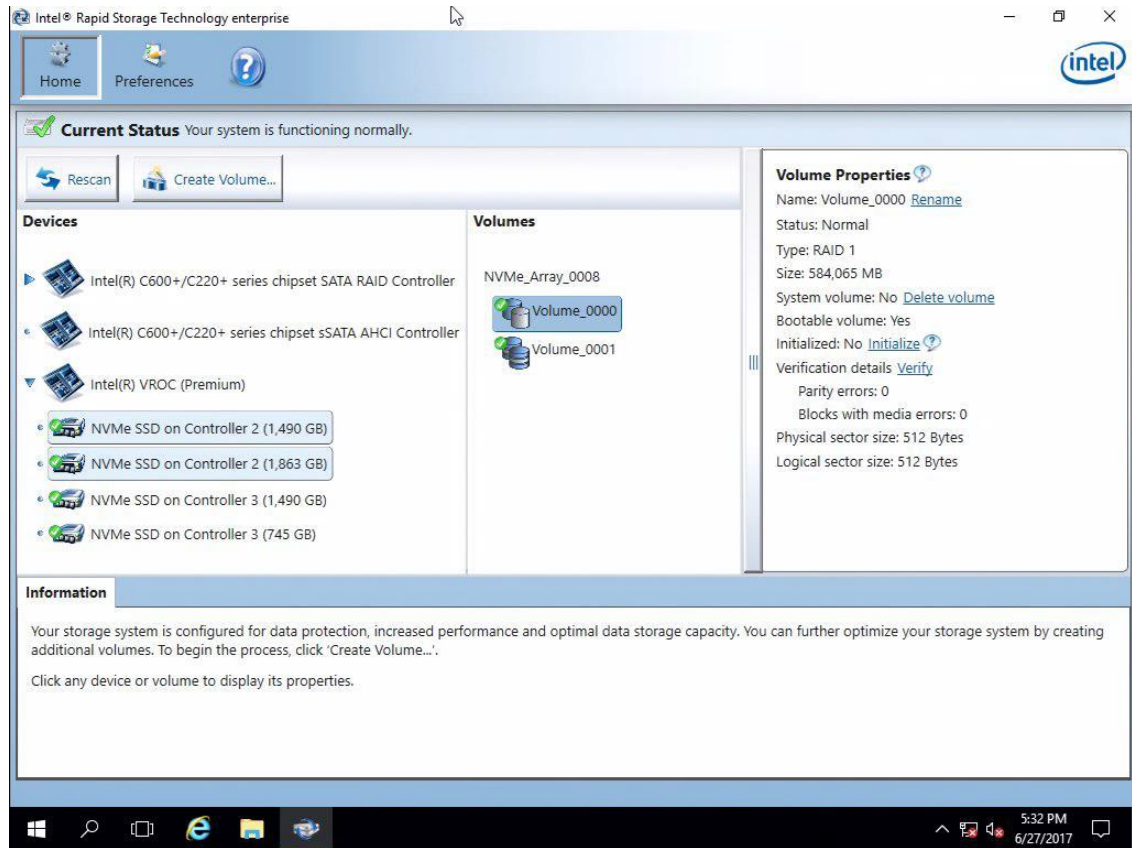 Intel® Rapid Storage Technology enterprise
Home
Preferences
?
intel
Current Status Your system is functioning normally.
Rescan
Create Volume...
Devices
Intel(R) C600+/C220+ series chipset SATA RAID Controller
Intel(R) C600+/C220+ series chipset sSATA AHCI Controller
Intel(R) VROC (Premium)
NVMe SSD on Controller 2 (1,490 GB)
NVMe SSD on Controller 2 (1,863 GB)
NVMe SSD on Controller 3 (1,490 GB)
NVMe SSD on Controller 3 (745 GB)
Volumes
NVMe_Array_0008
Volume_0000
Volume_0001
Volume Properties ?
Name: Volume_0000 Rename
Status: Normal
Type: RAID 1
Size: 584,065 MB
System volume: No Delete volume
Bootable volume: Yes
Initialized: No Initialize ?
Verification details Verify
Parity errors: 0
Blocks with media errors: 0
Physical sector size: 512 Bytes
Logical sector size: 512 Bytes
Information
Your storage system is configured for data protection, increased performance and optimal data storage capacity. You can further optimize your storage system by creating
additional volumes. To begin the process, click 'Create Volume...'.
Click any device or volume to display its properties.
5:32 PM
6/27/2017